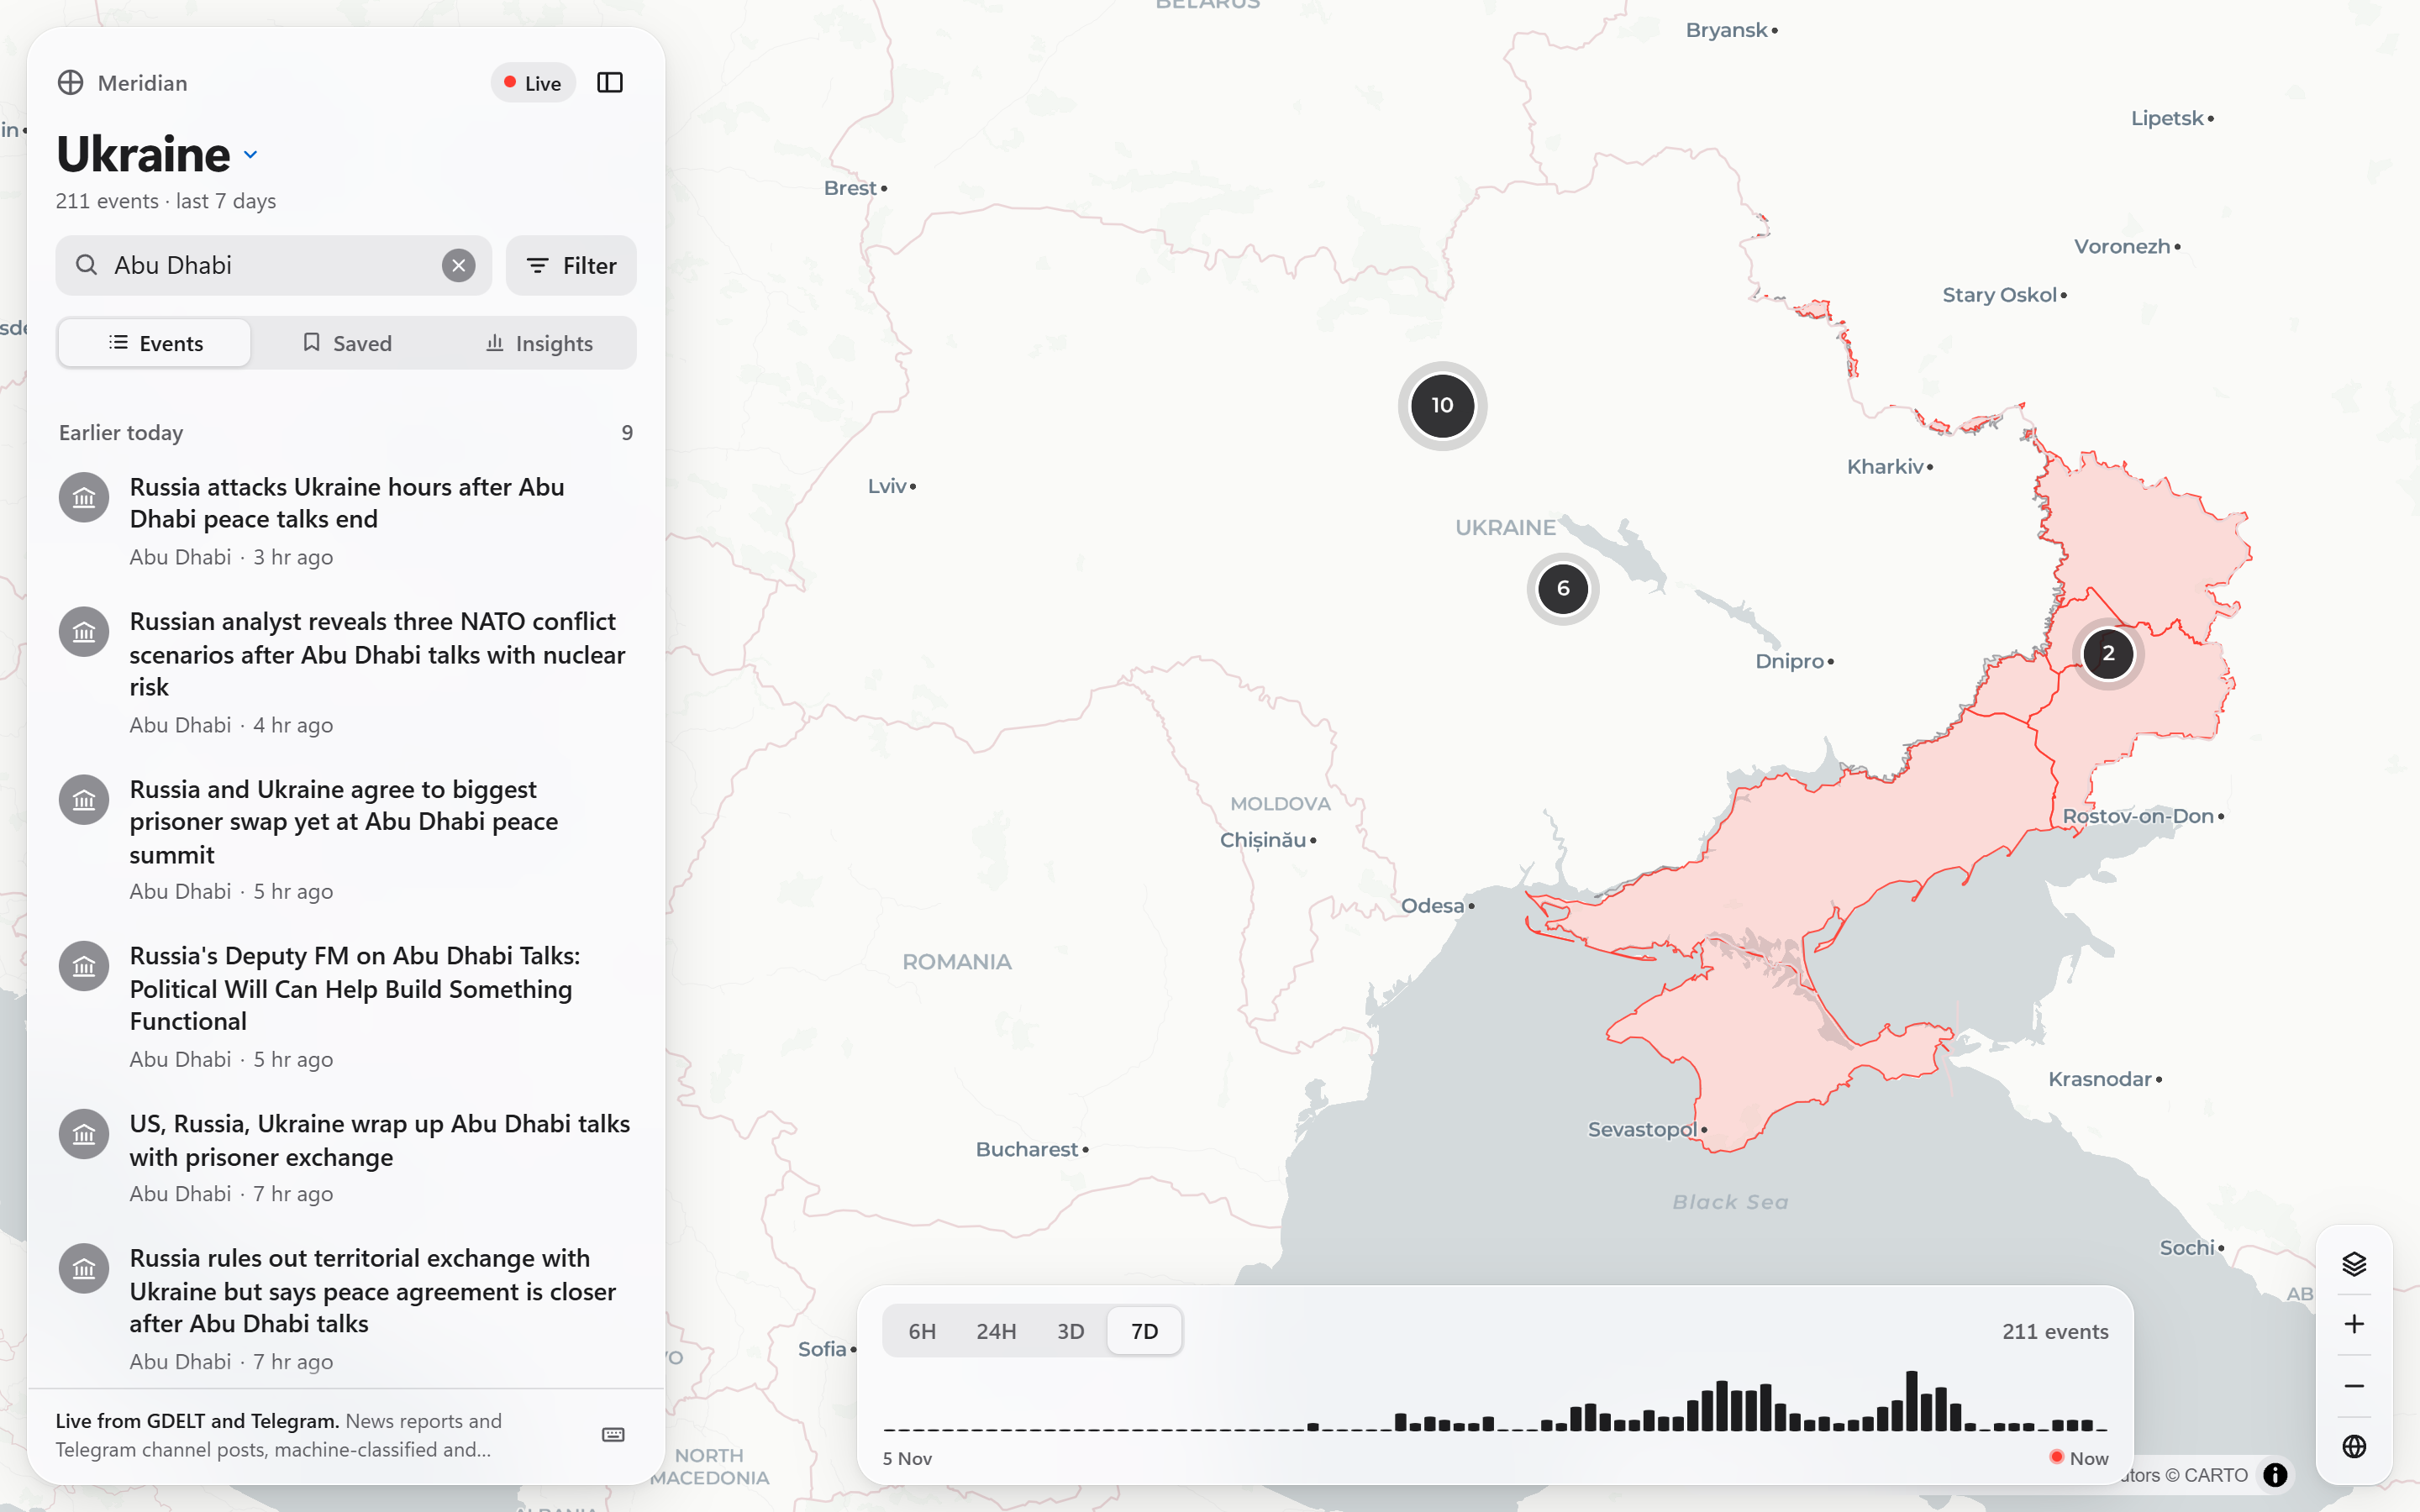 Meridian
Live
Ukraine
211 events · last 7 days
Abu Dhabi
Filter
Events
Saved
Insights
Earlier today
9
Russia attacks Ukraine hours after Abu
Dhabi peace talks end
Abu Dhabi · 3 hr ago
Russian analyst reveals three NATO conflict
scenarios after Abu Dhabi talks with nuclear
risk
Abu Dhabi · 4 hr ago
Russia and Ukraine agree to biggest
prisoner swap yet at Abu Dhabi peace
summit
Abu Dhabi · 5 hr ago
Russia's Deputy FM on Abu Dhabi Talks:
Political Will Can Help Build Something
Functional
Abu Dhabi · 5 hr ago
US, Russia, Ukraine wrap up Abu Dhabi talks
with prisoner exchange
Abu Dhabi · 7 hr ago
Russia rules out territorial exchange with
Ukraine but says peace agreement is closer
after Abu Dhabi talks
Abu Dhabi · 7 hr ago
Live from GDELT and Telegram. News reports and
Telegram channel posts, machine-classified and...
BELARUS
Bryansk
Lipetsk
Brest
Voronezh
Stary Oskol
10
Kharkiv
Lviv
UKRAINE
6
2
Dnipro
MOLDOVA
Chișinău
Rostov-on-Don
Odesa
ROMANIA
Krasnodar
Sevastopol
Bucharest
Black Sea
Sochi
AB
Sofia
NORTH
MACEDONIA
6H
24H
3D
7D
211 events
5 Nov
Now
© CARTO